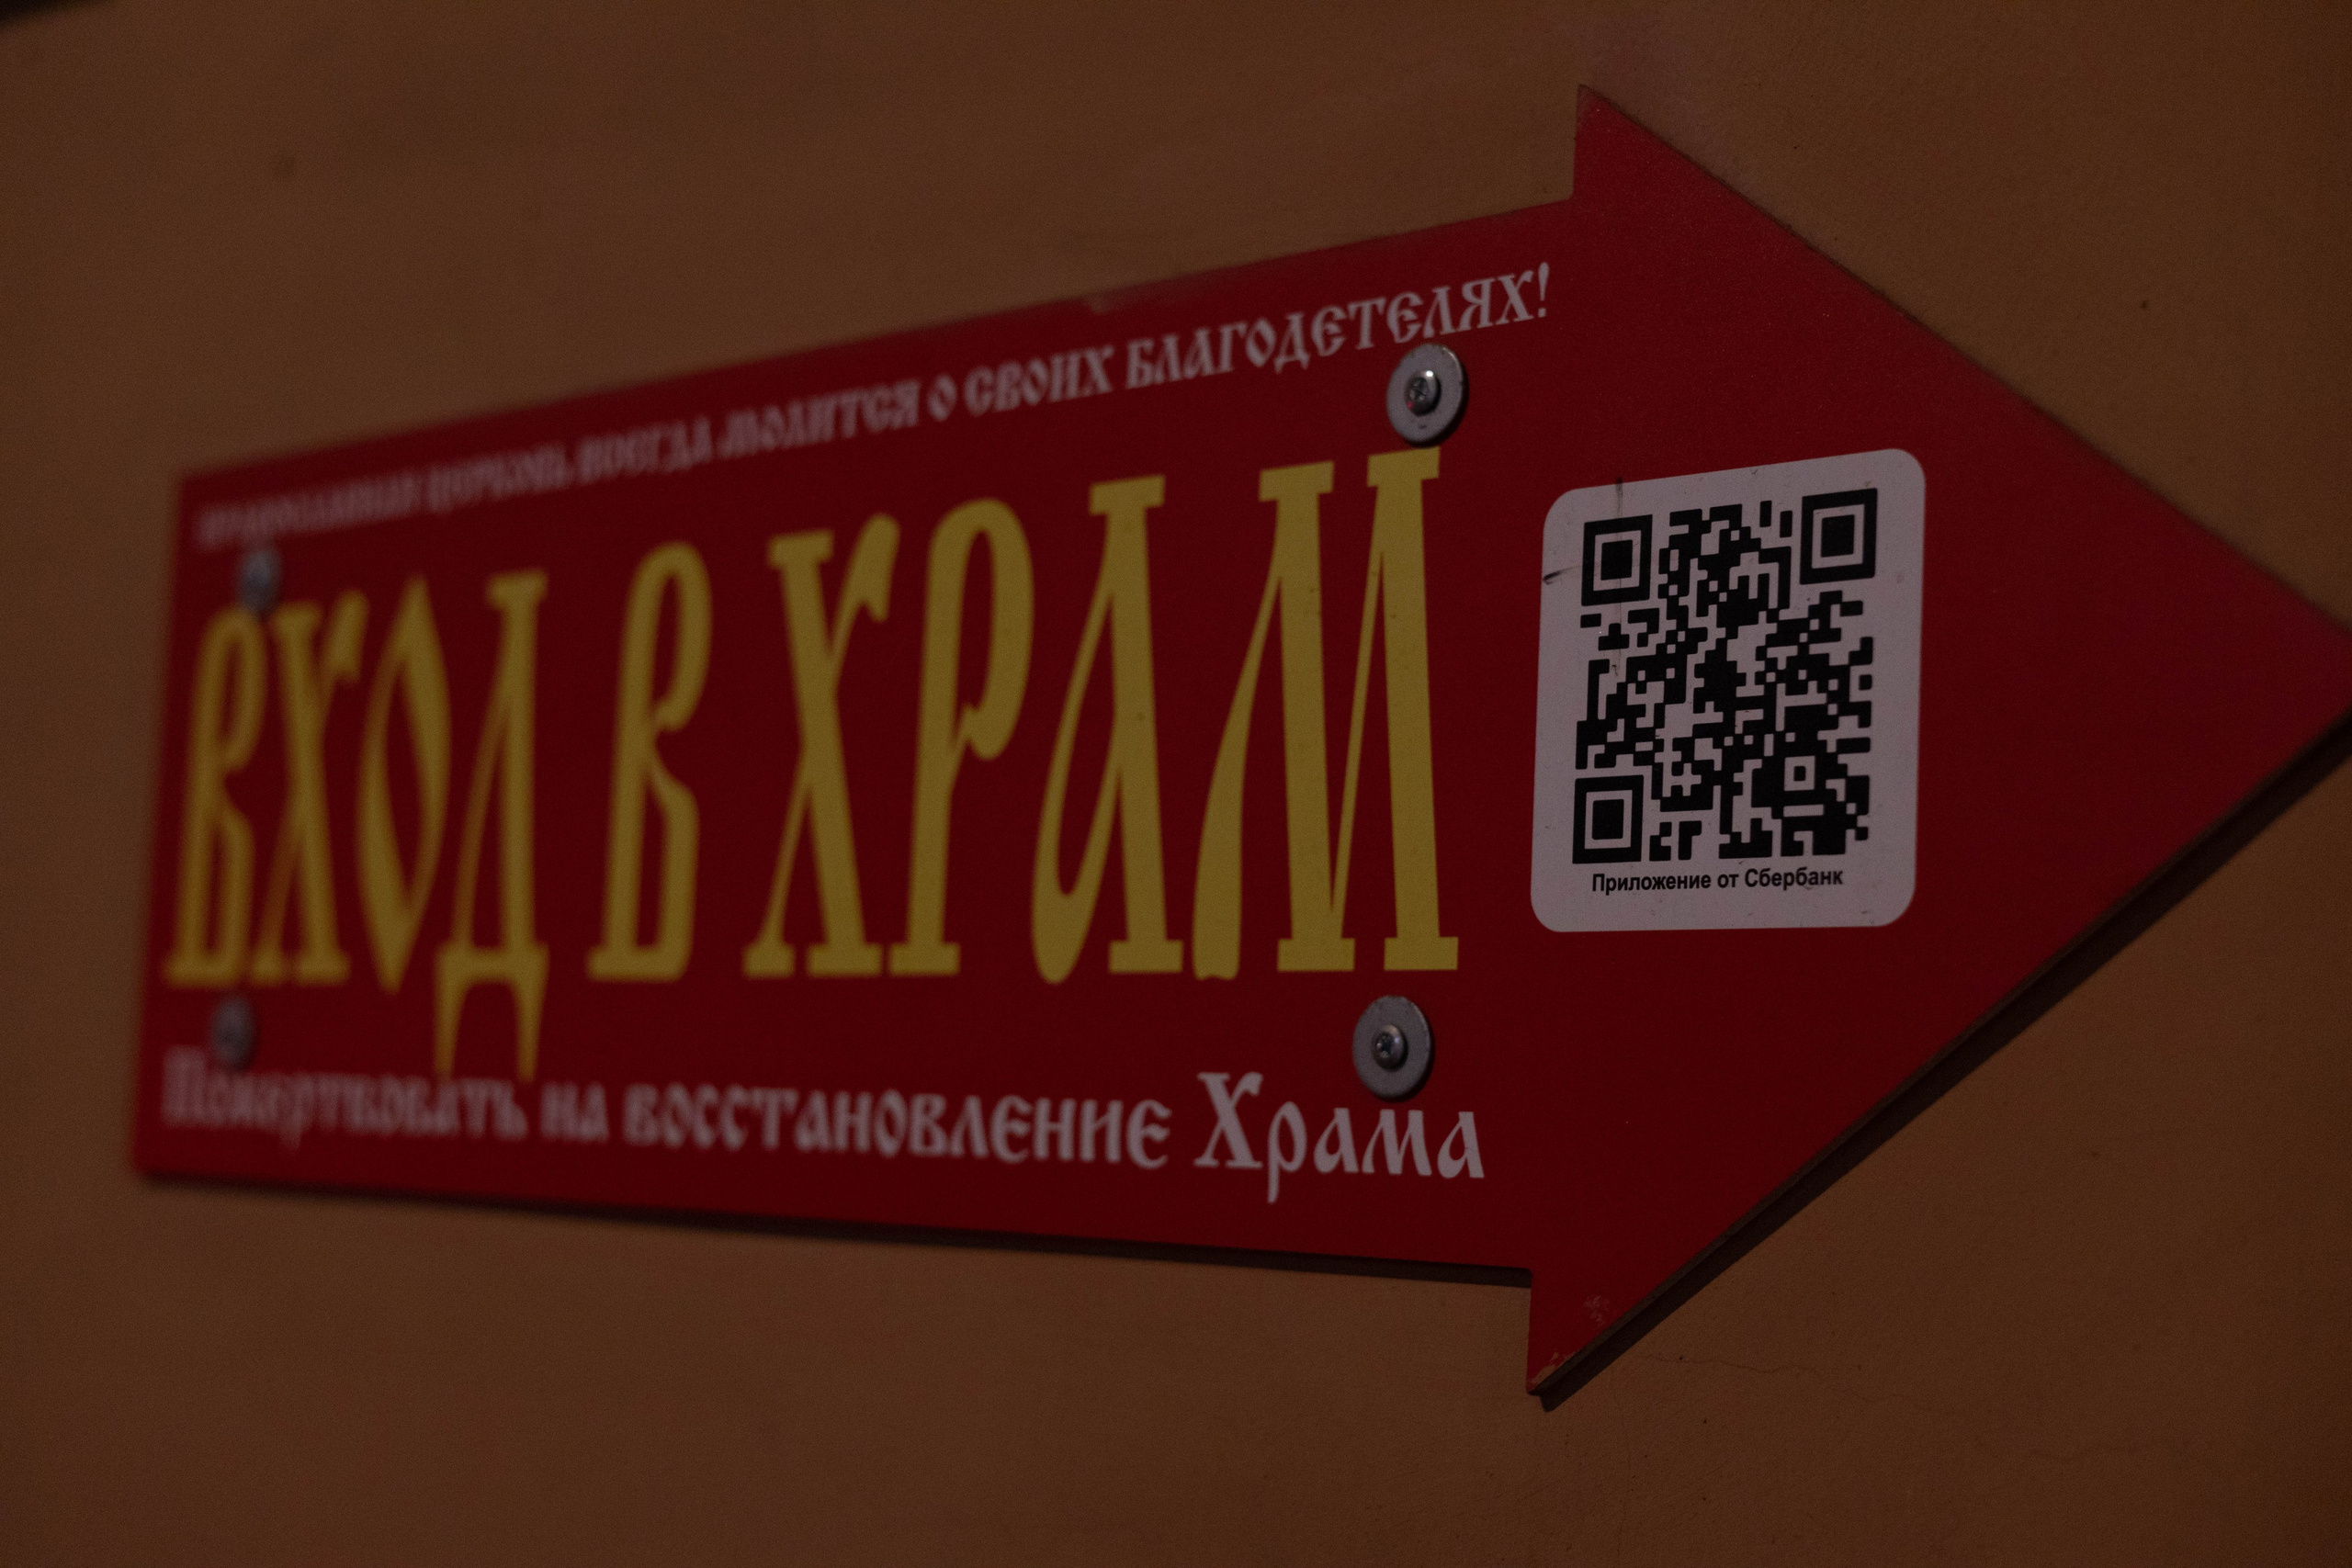 ПРАВОСЛАВНАЯ ЦЕРКОВЬ ВСЕГДА МОЛИТСЯ О СВОИХ БЛАГОДЕТЕЛЯХ!
ВХОД В ХРАМ
Пожертвовать на восстановление Храма
Приложение от Сбербанк